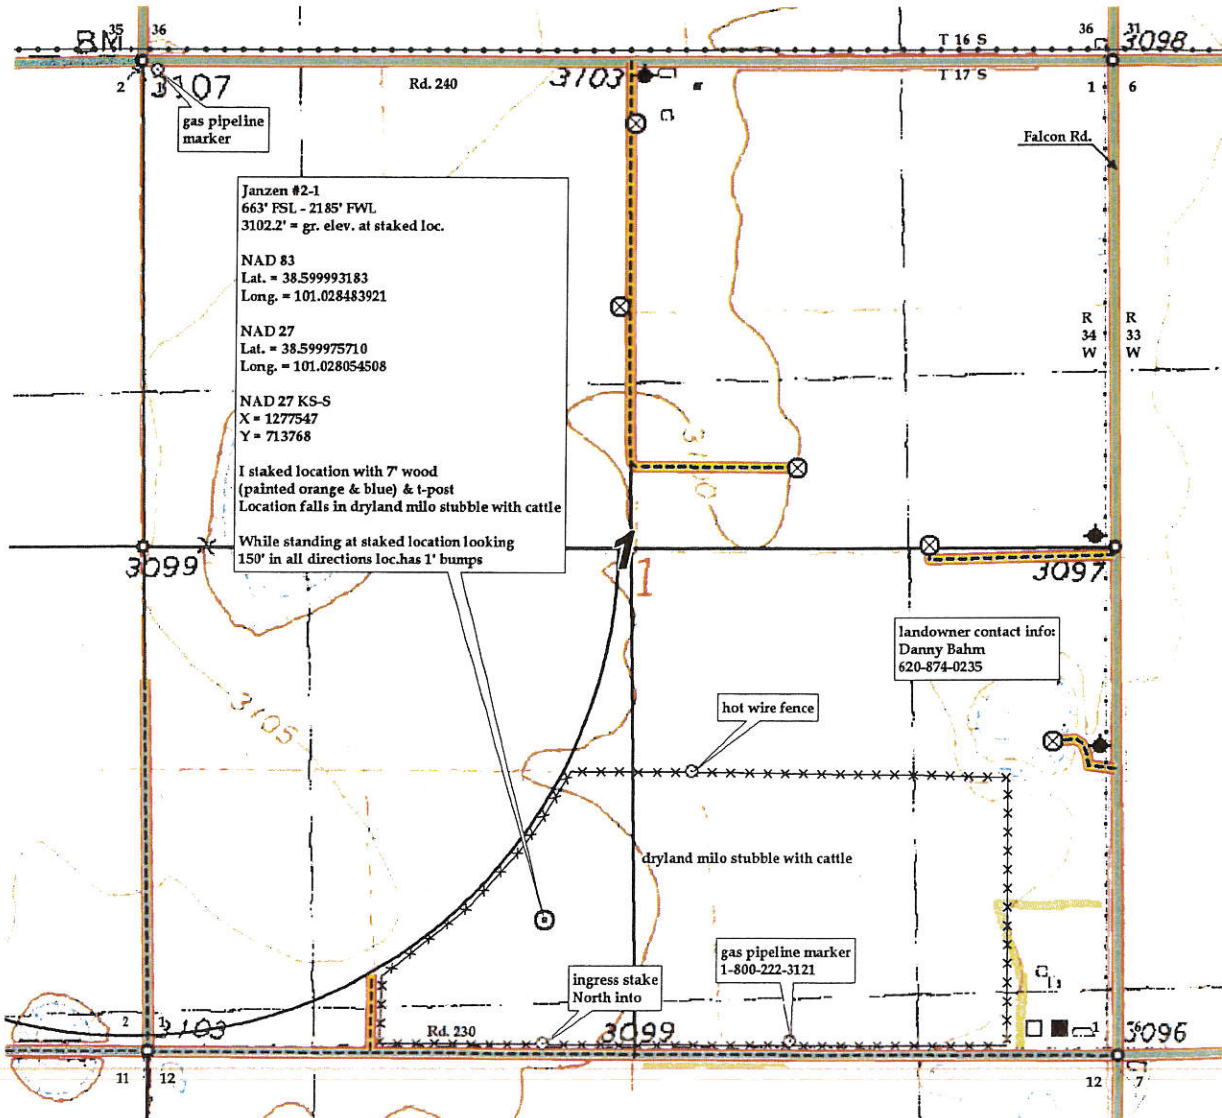 35
36
BM
36
31
3098
T 16 S
T 17 S
2
1
3107
Rd. 240
3103
1
6
gas pipeline
marker
Falcon Rd.
Janzen #2-1
663' FSL - 2185' FWL
3102.2' = gr. elev. at staked loc.
NAD 83
Lat. = 38.599993183
Long. = 101.028483921
NAD 27
Lat. = 38.599975710
Long. = 101.028054508
NAD 27 KS-S
X = 1277547
Y = 713768
I staked location with 7' wood
(painted orange & blue) & t-post
Location falls in dryland milo stubble with cattle
While standing at staked location looking
150' in all directions loc.has 1' bumps
R
34
W
R
33
W
3100
3099
1
1
3097
landowner contact info:
Danny Bahm
620-874-0235
3105
hot wire fence
dryland milo stubble with cattle
gas pipeline marker
1-800-222-3121
ingress stake
North into
2
1
3103
Rd. 230
3099
1
6
3096
11
12
12
7